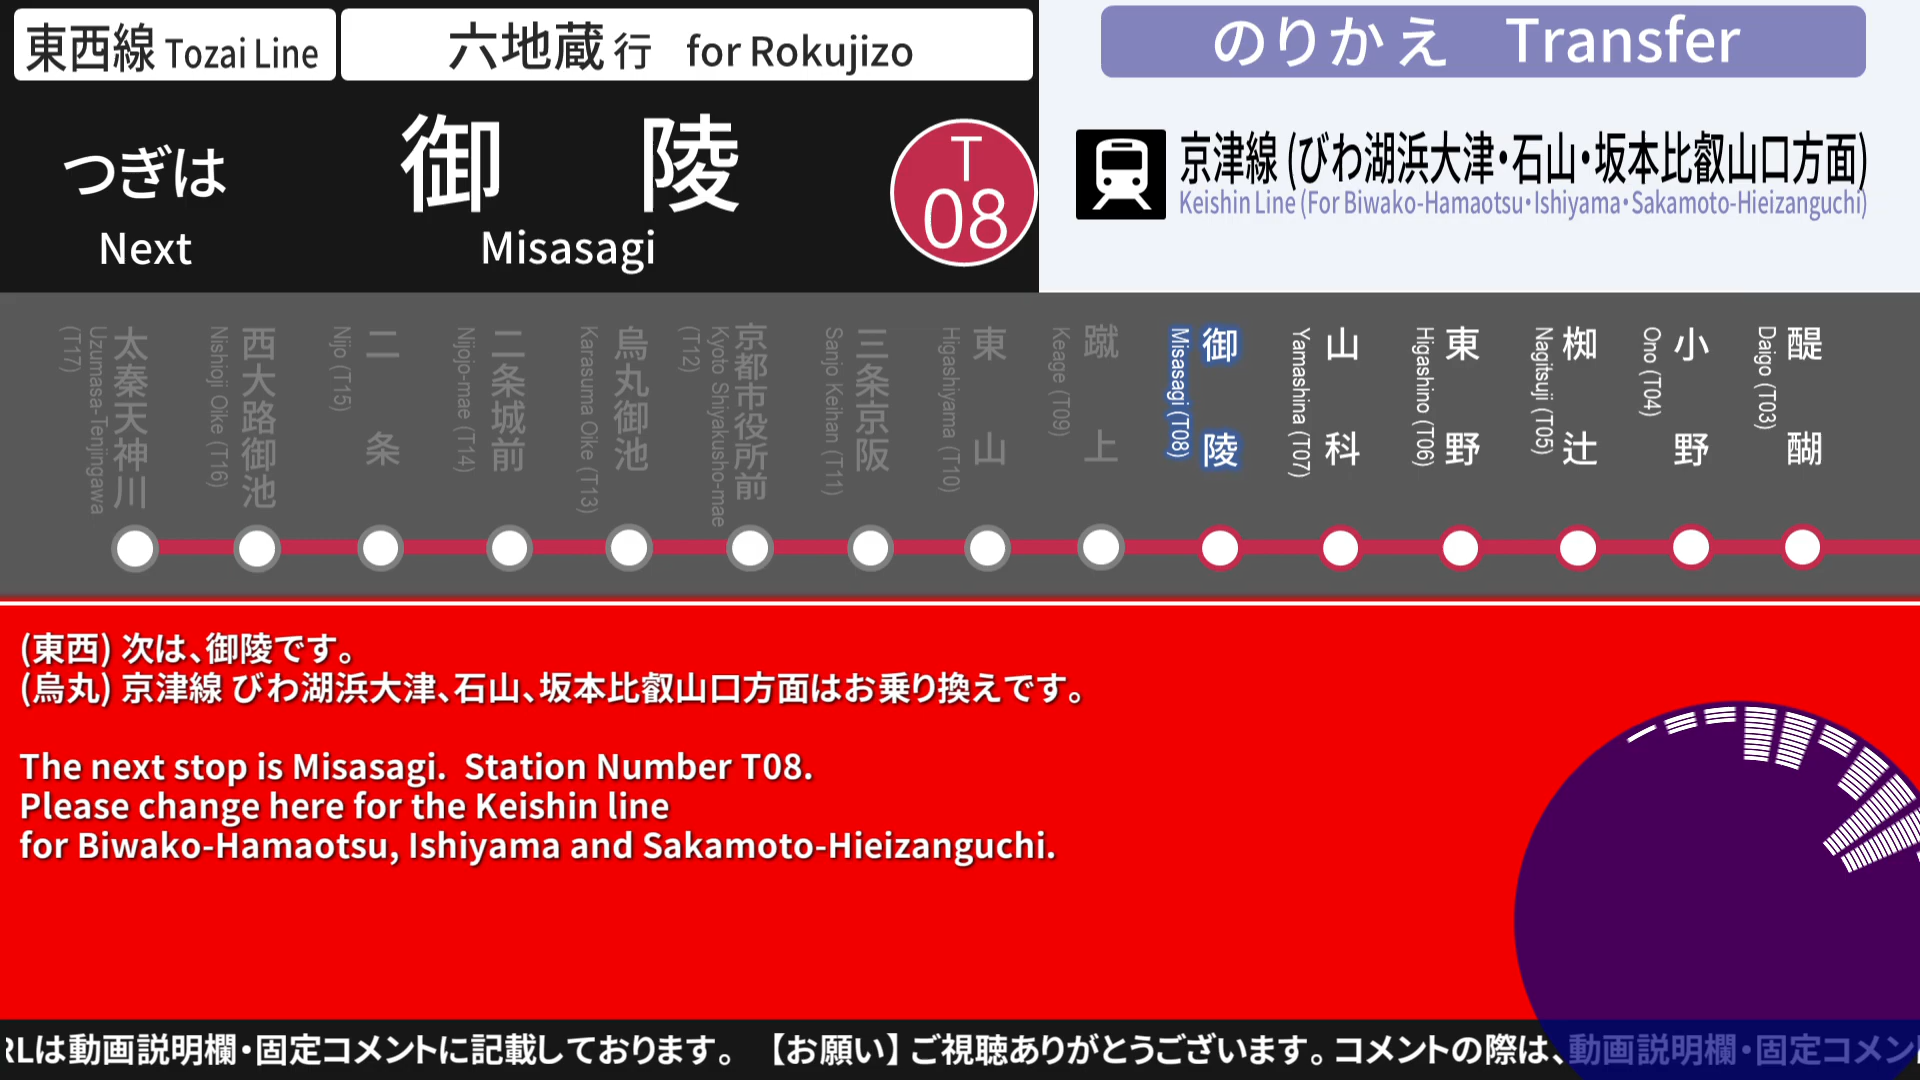 東西線 Tozai Line
六地蔵 行 for Rokujizo
つぎは
Next
御陵
Misasagi
T
08
のりかえ Transfer
京津線 (びわ湖浜大津・石山・坂本比叡山口方面)
Keishin Line (For Biwako-Hamaotsu・Ishiyama・Sakamoto-Hieizanguchi)
太秦天神川
Uzumasa-Tenjingawa
(T17)
西大路御池
Nishioji Oike (T16)
二条
Nijo (T15)
二条城前
Nijojo-mae (T14)
烏丸御池
Karasuma Oike (T13)
京都市役所前
Kyoto Shiyakusho-mae
(T12)
三条京阪
Sanjo Keihan (T11)
東山
Higashiyama (T10)
蹴上
Keage (T09)
御陵
Misasagi (T08)
山科
Yamashina (T07)
東野
Higashino (T06)
椥辻
Nagitsuji (T05)
小野
Ono (T04)
醍醐
Daigo (T03)
(東西) 次は、御陵です。
(烏丸) 京津線 びわ湖浜大津、石山、坂本比叡山口方面はお乗り換えです。
The next stop is Misasagi. Station Number T08.
Please change here for the Keishin line
for Biwako-Hamaotsu, Ishiyama and Sakamoto-Hieizanguchi.
RLは動画説明欄・固定コメントに記載しております。 【お願い】ご視聴ありがとうございます。コメントの際は、動画説明欄・固定コメン